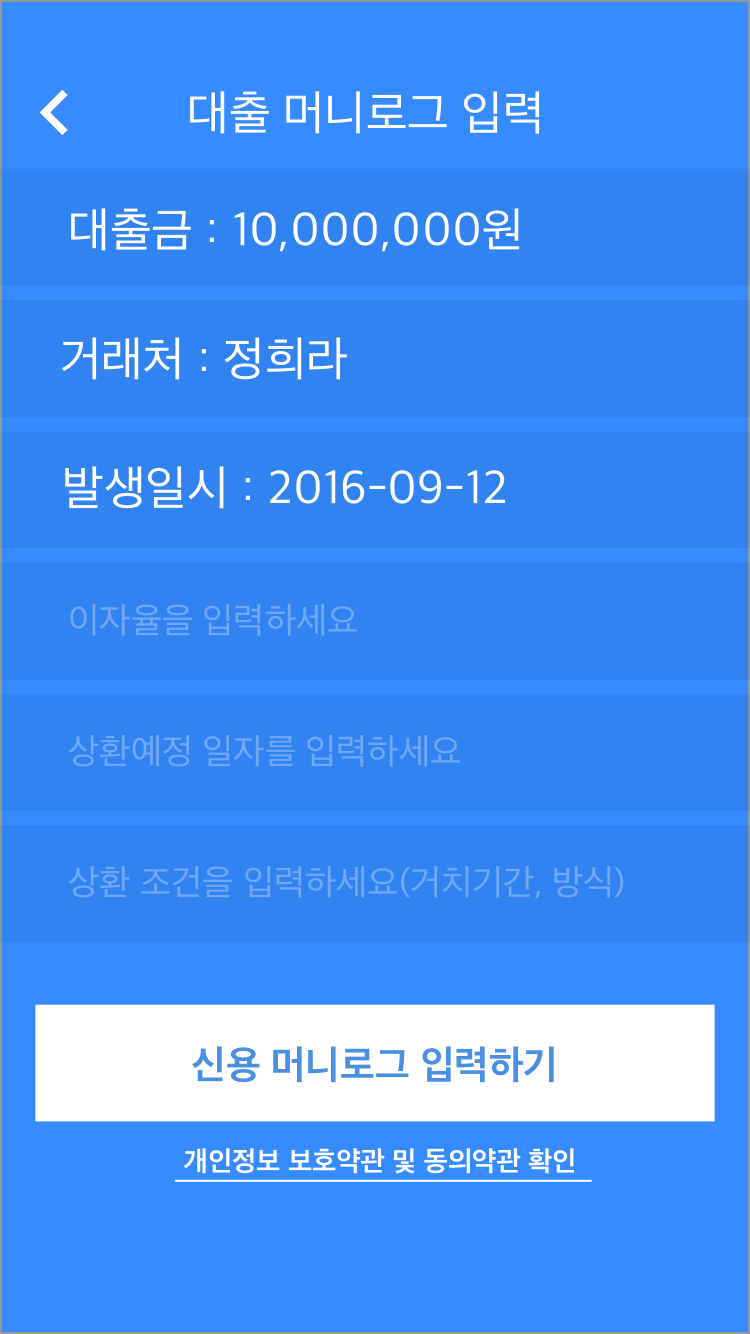 대출 머니로그 입력
대출금 : 10,000,000원
거래처 : 정희라
발생일시 : 2016-09-12
이자율을 입력하세요
상환예정 일자를 입력하세요
상환 조건을 입력하세요(거치기간, 방식)
신용 머니로그 입력하기
개인정보 보호약관 및 동의약관 확인